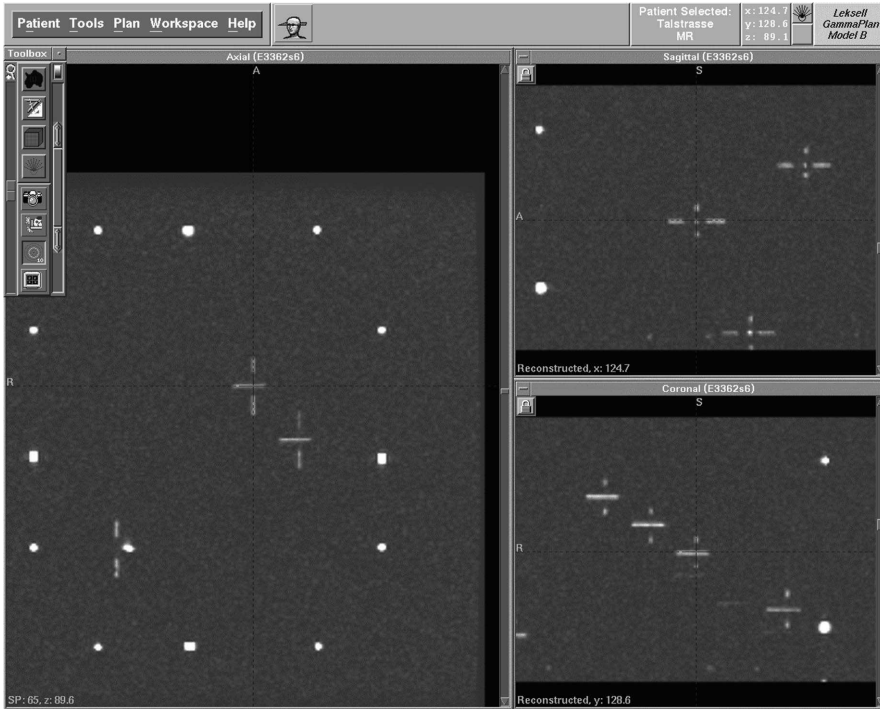 Patient Tools Plan Workspace Help
Patient Selected:
Talstrasse
MR
x:124.7
y:128.6
z: 89.1
Leksell
GammaPlan
Model B
Toolbox
Axial (E3362s6)
A
R
SP: 65, z: 89.6
Sagittal (E3362s6)
S
A
Reconstructed, x: 124.7
Coronal (E3362s6)
S
R
Reconstructed, y: 128.6